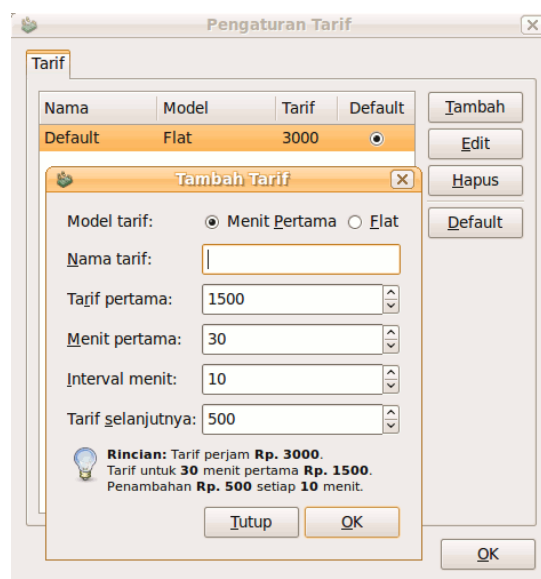 Pengaturan Tarif
Tarif
Nama Model Tarif Default
Default Flat 3000
Tambah
Edit
Hapus
Default
Tambah Tarif
Model tarif: Menit Pertama Flat
Nama tarif:
Tarif pertama: 1500
Menit pertama: 30
Interval menit: 10
Tarif selanjutnya: 500
Rincian: Tarif perjam Rp. 3000.
Tarif untuk 30 menit pertama Rp. 1500.
Penambahan Rp. 500 setiap 10 menit.
Tutup OK
OK